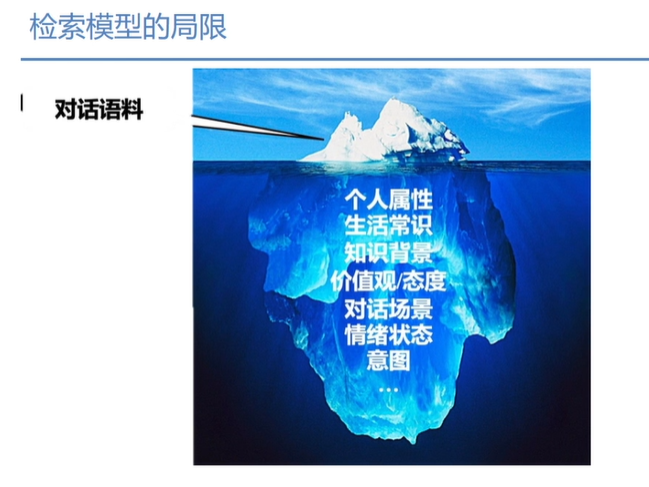 检索模型的局限
对话语料
个人属性
生活常识
知识背景
价值观/态度
对话场景
情绪状态
意图
...